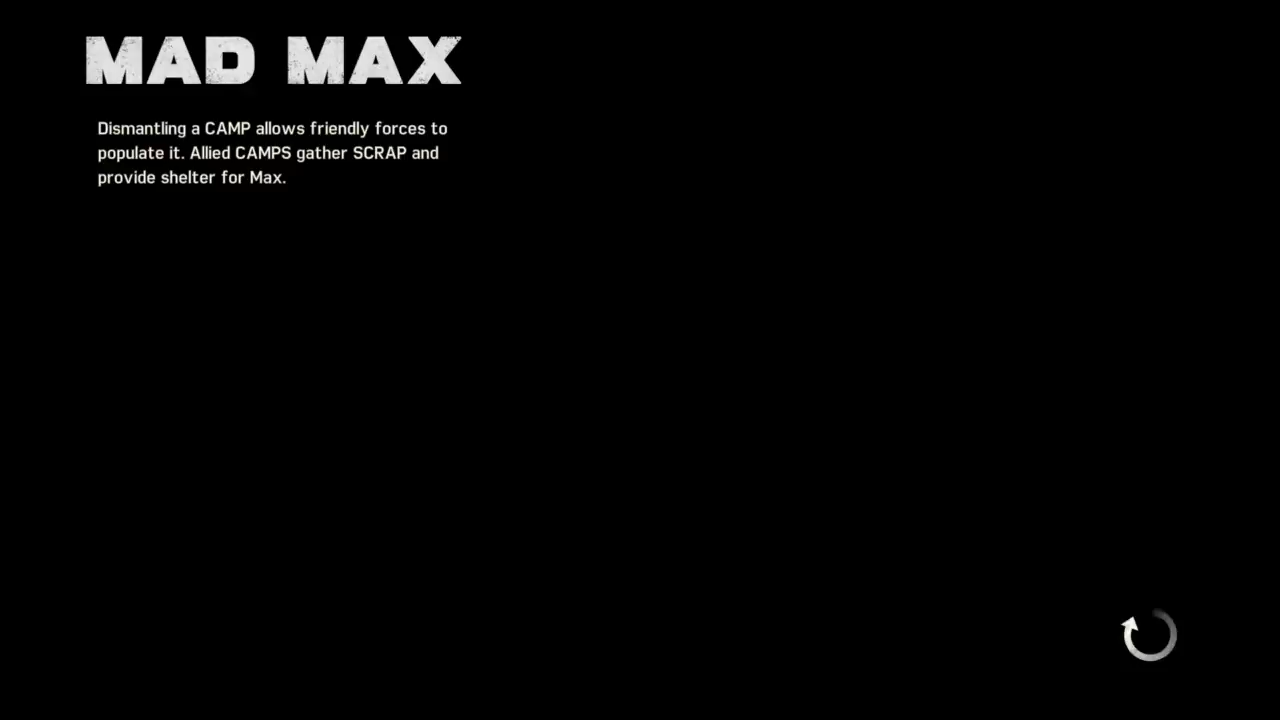 MAD MAX
Dismantling a CAMP allows friendly forces to
populate it. Allied CAMPS gather SCRAP and
provide shelter for Max.